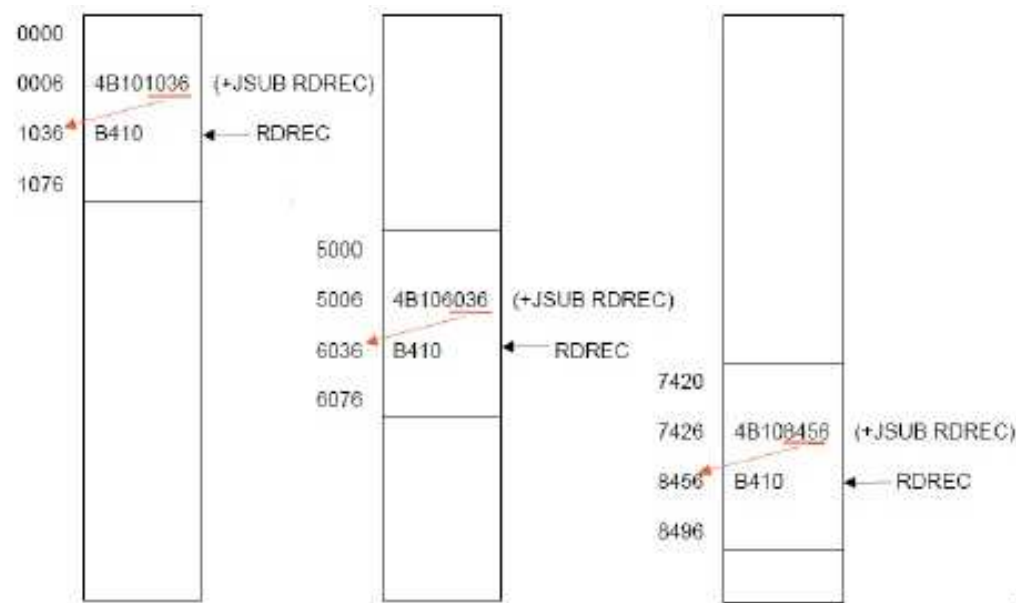 0000
0006 4B101036 (+JSUB RDREC)
1036 B410 RDREC
1076
5000
5006 4B106036 (+JSUB RDREC)
6036 B410 RDREC
6076
7420
7426 4B108456 (+JSUB RDREC)
8456 B410 RDREC
8496